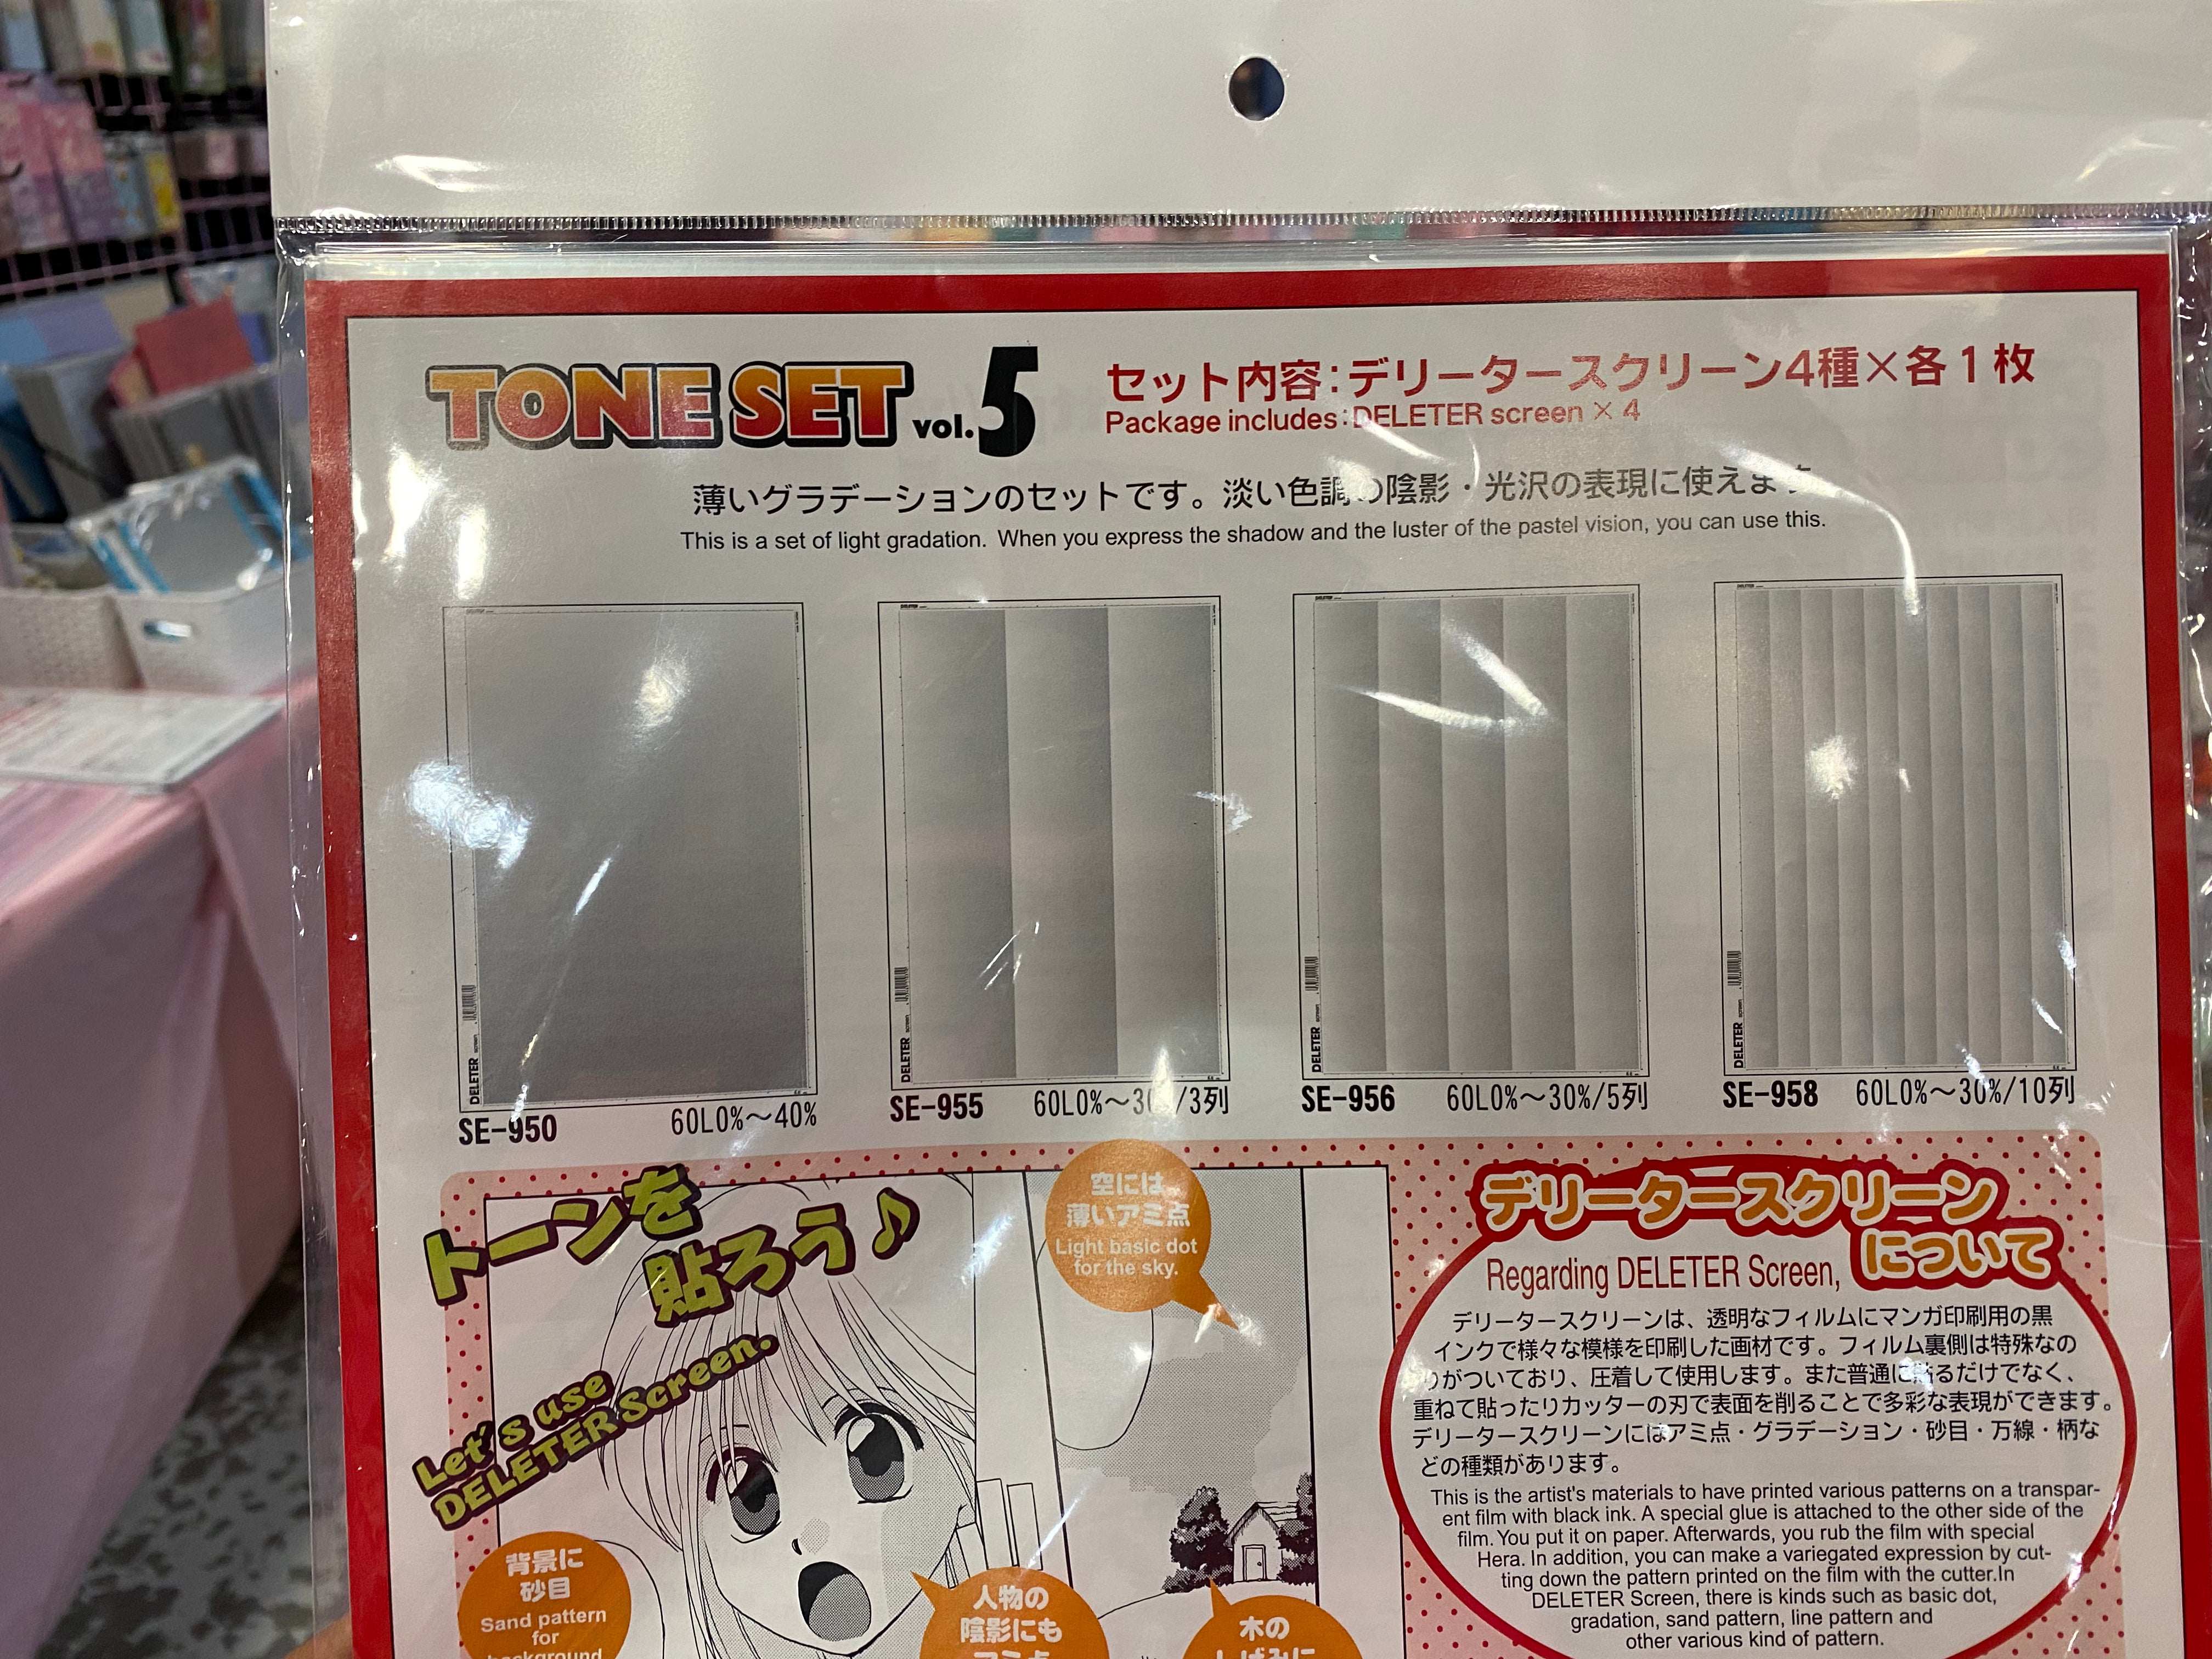 TONE SET vol.5
セット内容：デリータースクリーン4種×各1枚
Package includes：DELETER screen × 4
薄いグラデーションのセットです。淡い色調の陰影・光沢の表現に使えます
This is a set of light gradation. When you express the shadow and the luster of the pastel vision, you can use this.
DELETER
DELETER
DELETER
DELETER
SE-950 60L0%～40%
SE-955 60L0%～30%/3列
SE-956 60L0%～30%/5列
SE-958 60L0%～30%/10列
トーンを
貼ろう♪
Let's use
DELETER Screen.
空には
薄いアミ点
Light basic dot
for the sky.
背景に
砂目
Sand pattern
for
background
人物の
陰影にも
アミ点
木の
しげみに
デリータースクリーン
について
Regarding DELETER Screen,
デリータースクリーンは、透明なフィルムにマンガ印刷用の黒
インクで様々な模様を印刷した画材です。フィルム裏側は特殊なの
りがついており、圧着して使用します。また普通に貼るだけでなく、
重ねて貼ったりカッターの刃で表面を削ることで多彩な表現ができます。
デリータースクリーンにはアミ点・グラデーション・砂目・万線・柄な
どの種類があります。
This is the artist's materials to have printed various patterns on a transpar-
ent film with black ink. A special glue is attached to the other side of the
film. You put it on paper. Afterwards, you rub the film with special
Hera. In addition, you can make a variegated expression by cut-
ting down the pattern printed on the film with the cutter.In
DELETER Screen, there is kinds such as basic dot,
gradation, sand pattern, line pattern and
other various kind of pattern.